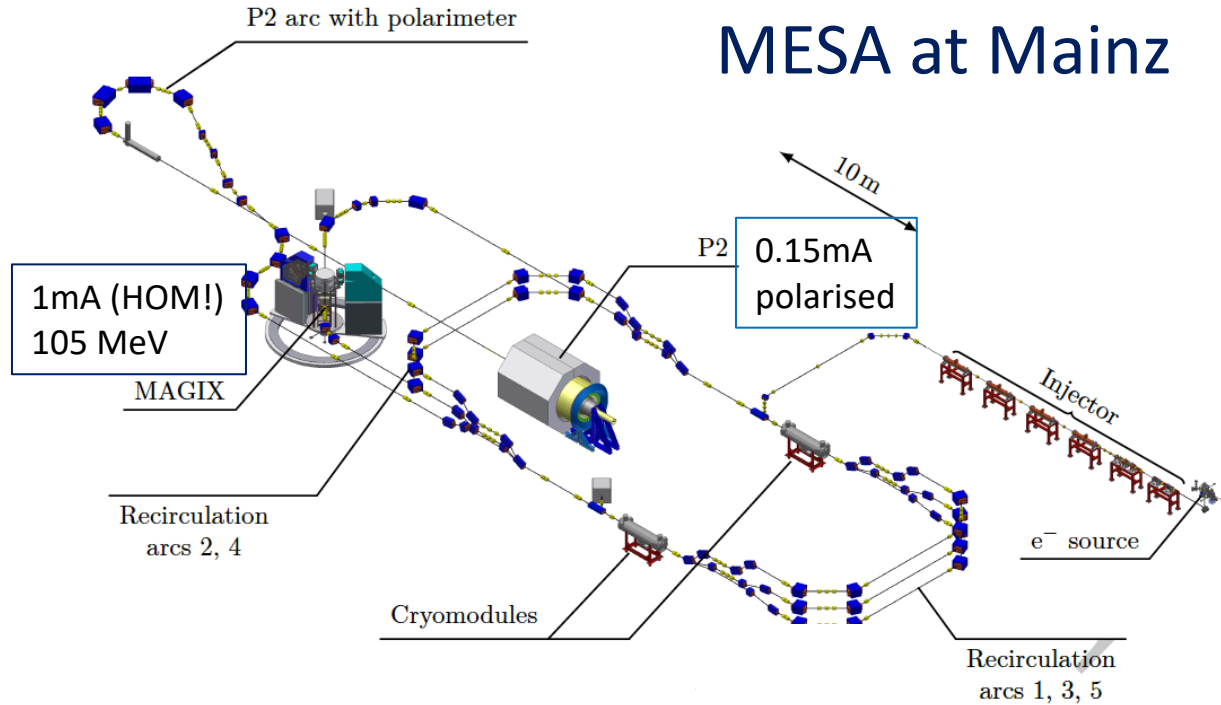 P2 arc with polarimeter
MESA at Mainz
10 m
P2
0.15mA
polarised
1mA (HOM!)
105 MeV
MAGIX
Injector
Recirculation
arcs 2, 4
e⁻ source
Cryomodules
Recirculation
arcs 1, 3, 5